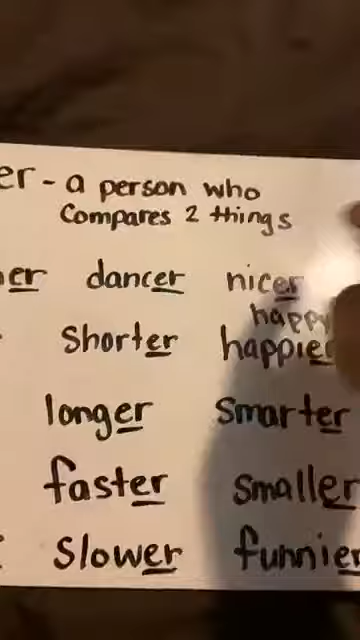 er - a person who
Compares 2 things
er dancer nicer
happy
shorter happier
longer smarter
faster smaller
slower funnier